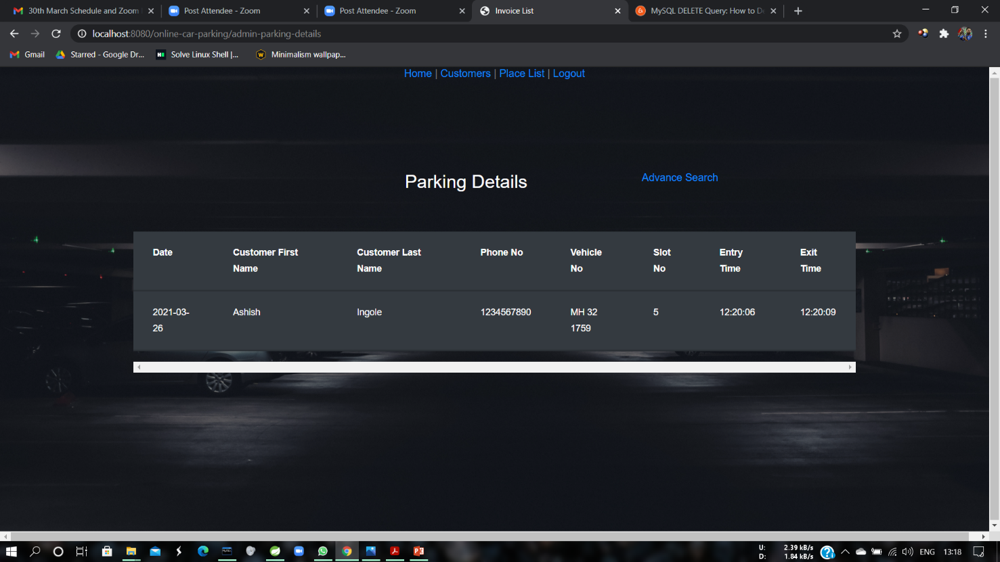 30th March Schedule and Zoom
Post Attendee - Zoom
Post Attendee - Zoom
Invoice List
MySQL DELETE Query: How to De
localhost:8080/online-car-parking/admin-parking-details
Gmail
Starred - Google Dr...
Solve Linux Shell |...
Minimalism wallpap...
Home | Customers | Place List | Logout
Parking Details
Advance Search
Date Customer First Name Customer Last Name Phone No Vehicle No Slot No Entry Time Exit Time
2021-03-26 Ashish Ingole 1234567890 MH 32 1759 5 12:20:06 12:20:09
U: 2.39 kB/s
D: 1.84 kB/s
ENG
13:18